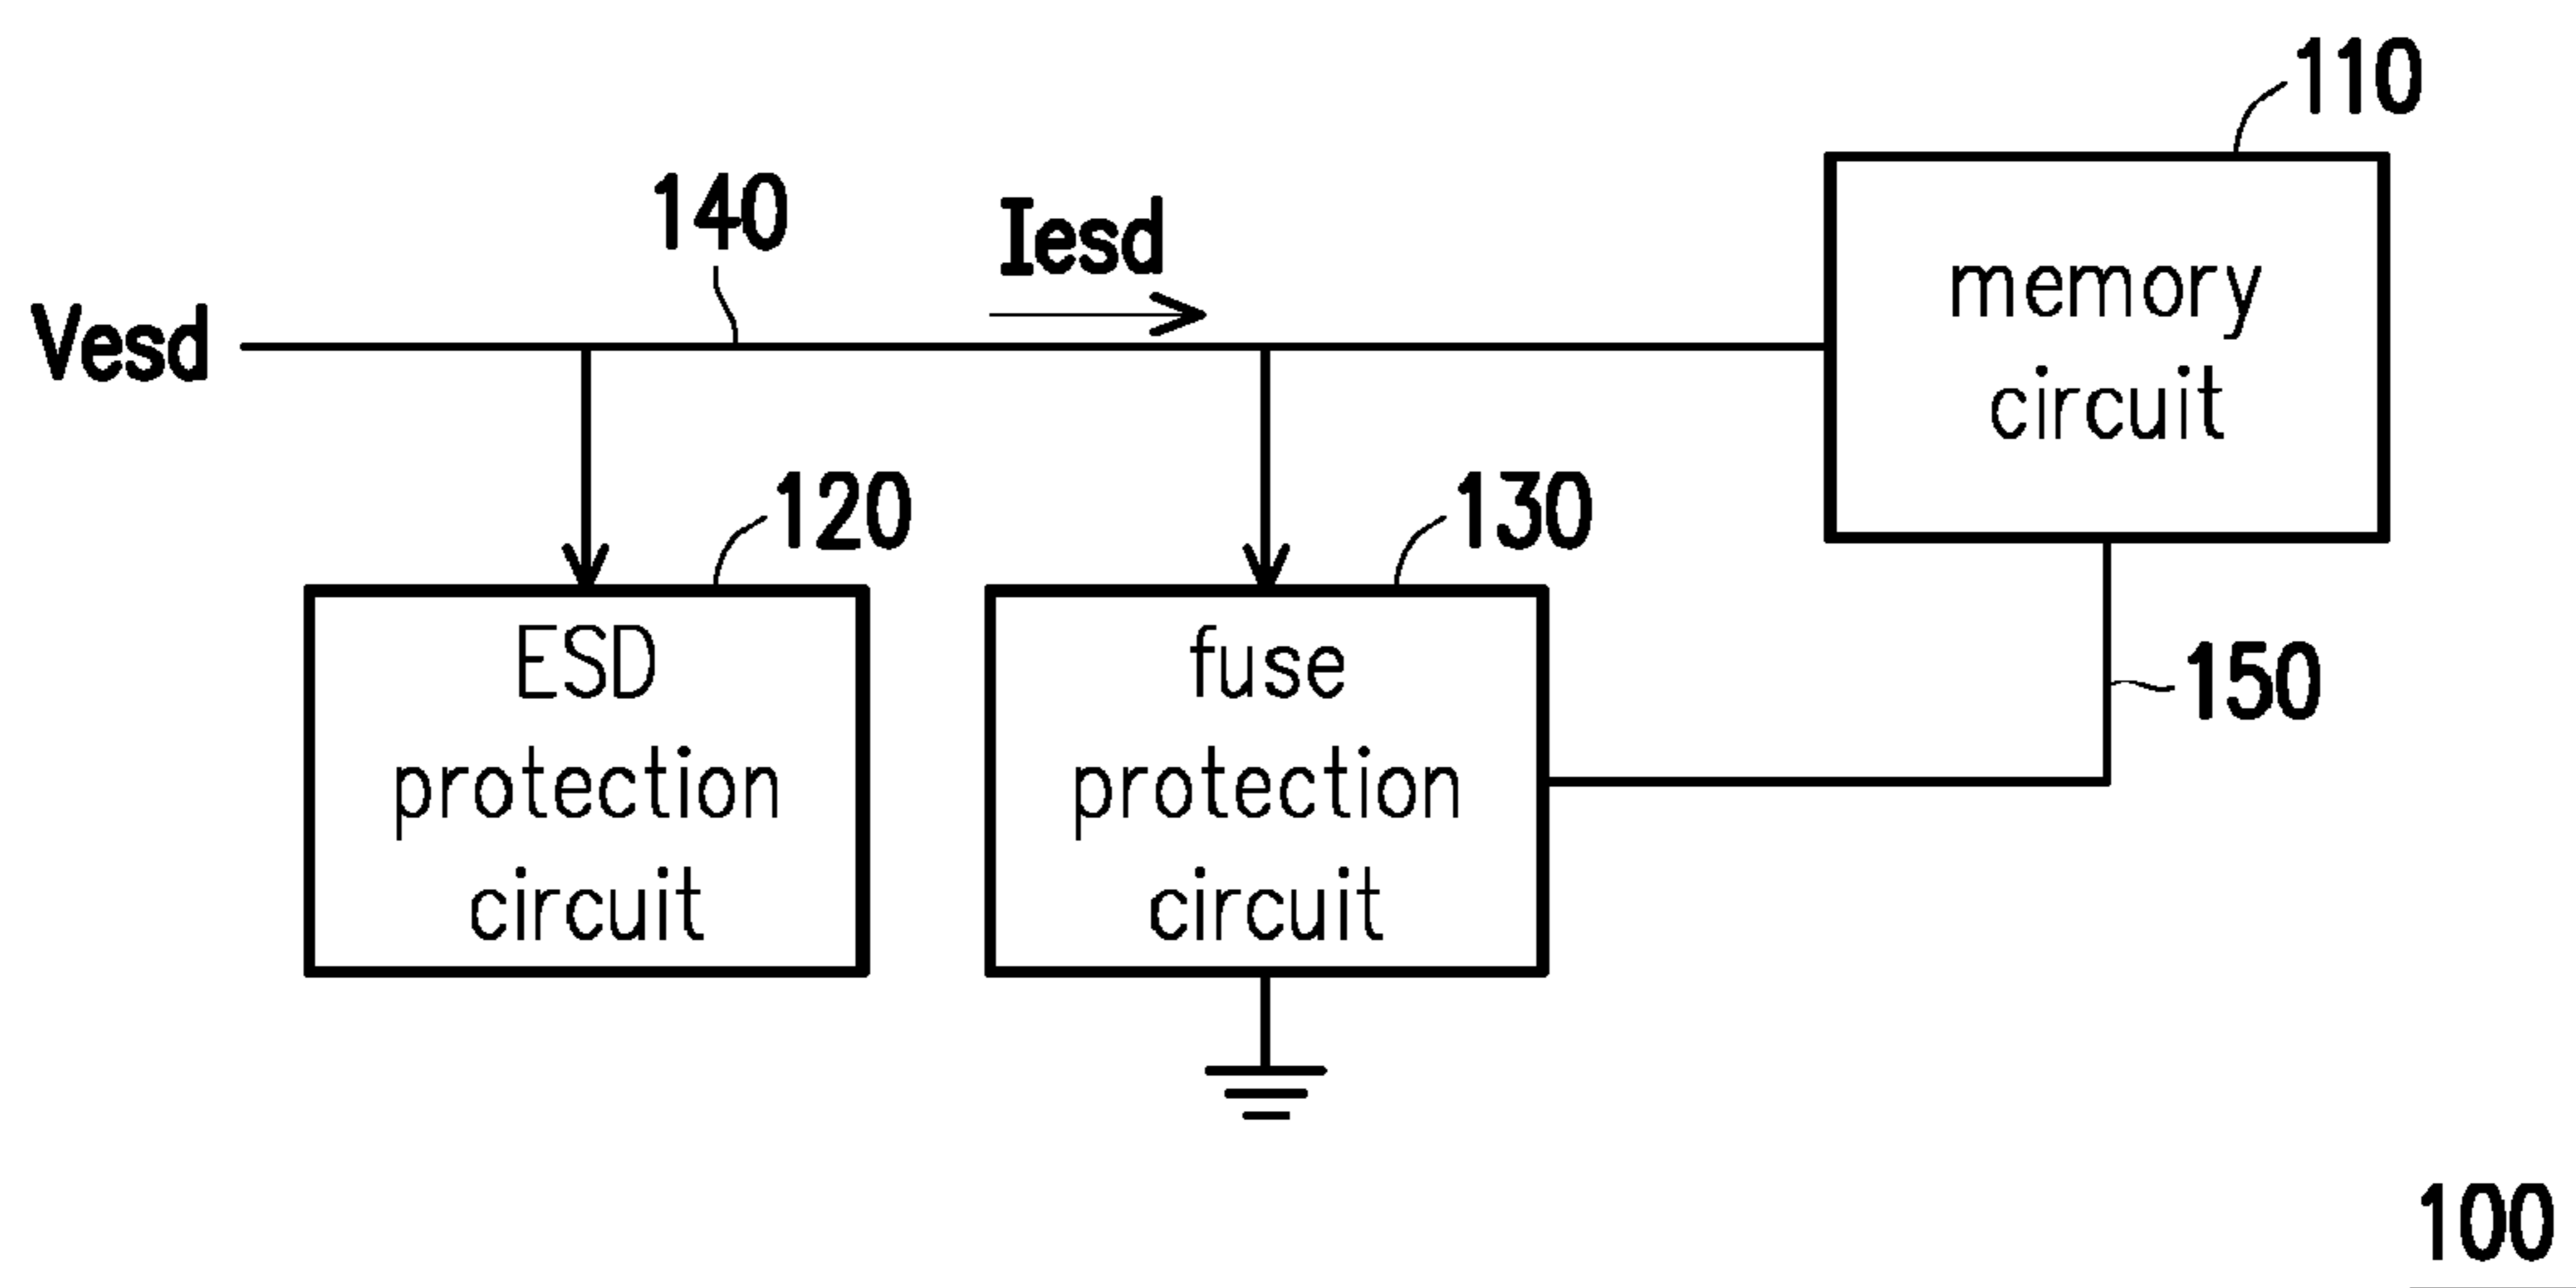 110
140
Iesd
Vesd
memory
circuit
120
130
ESD
protection
circuit
fuse
protection
circuit
150
100